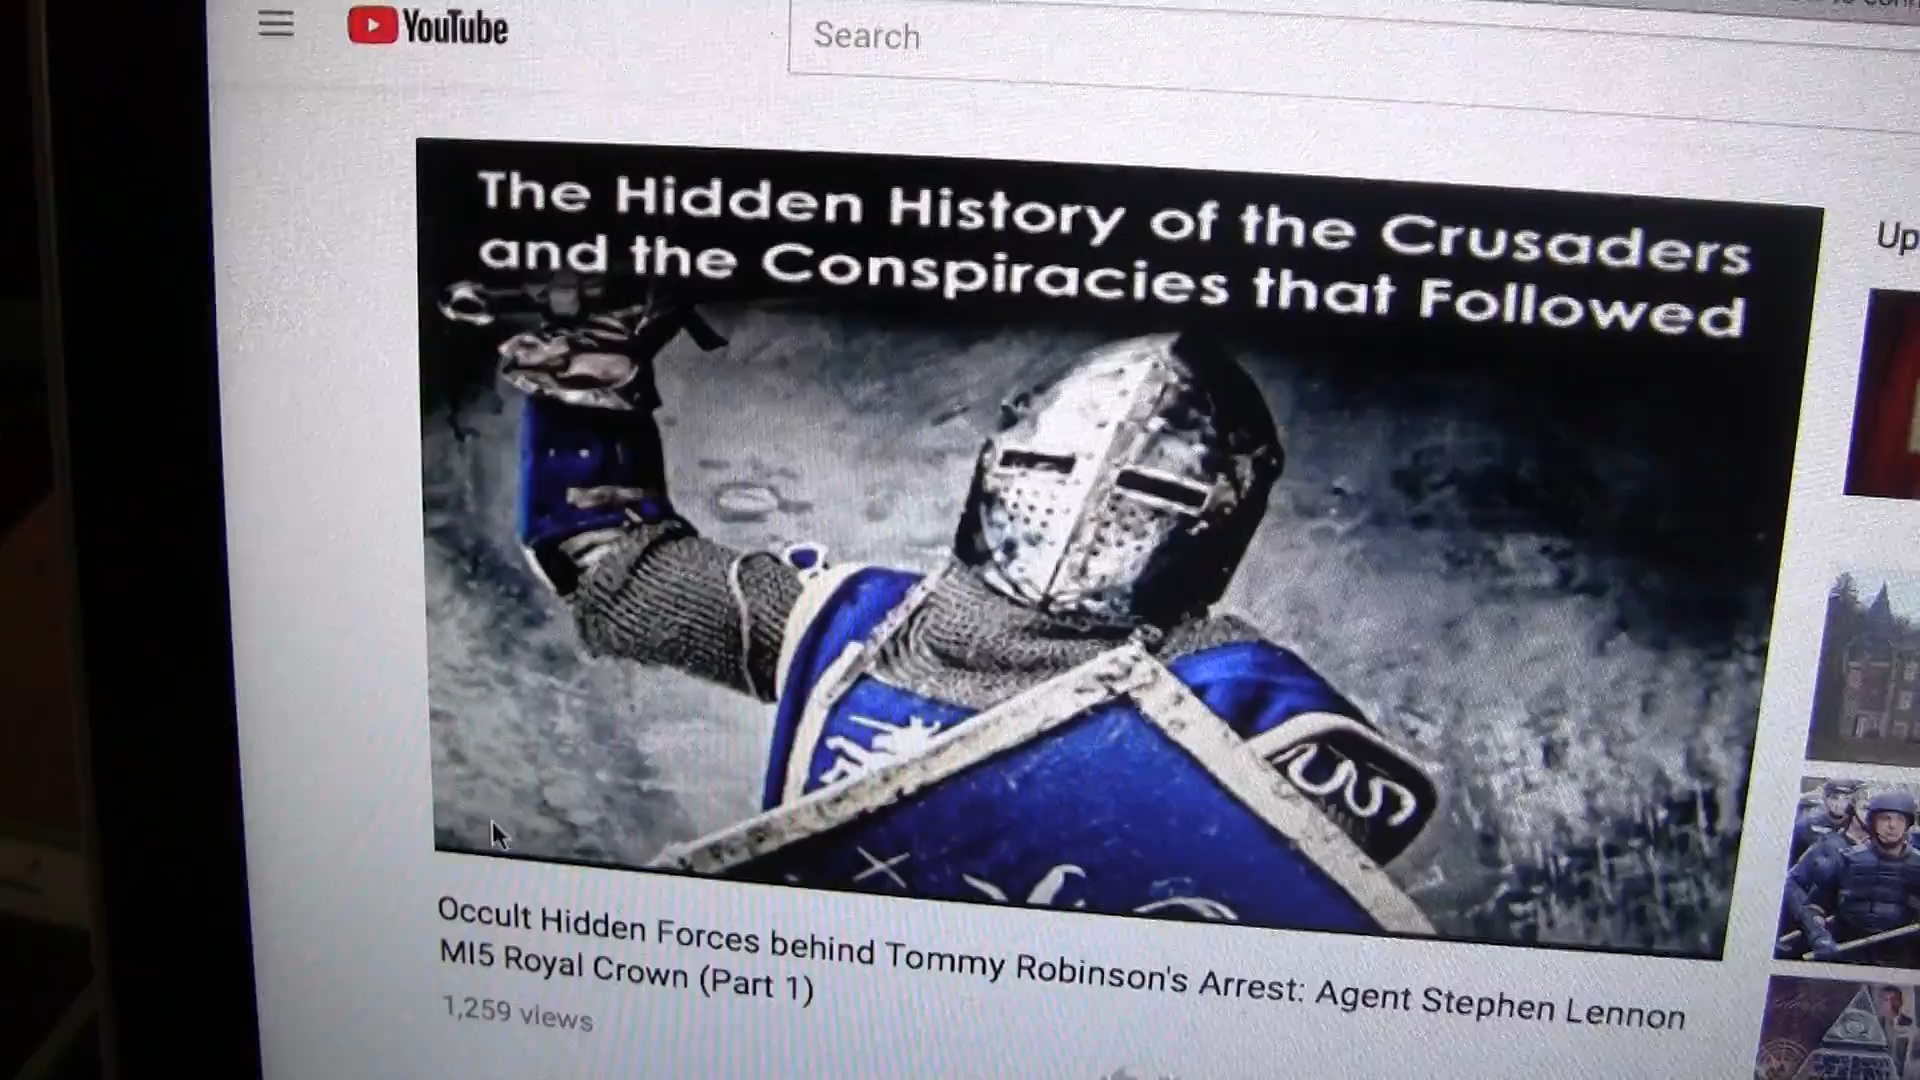 YouTube
Search
The Hidden History of the Crusaders
and the Conspiracies that Followed
Up
Occult Hidden Forces behind Tommy Robinson's Arrest: Agent Stephen Lennon
MI5 Royal Crown (Part 1)
1,259 views